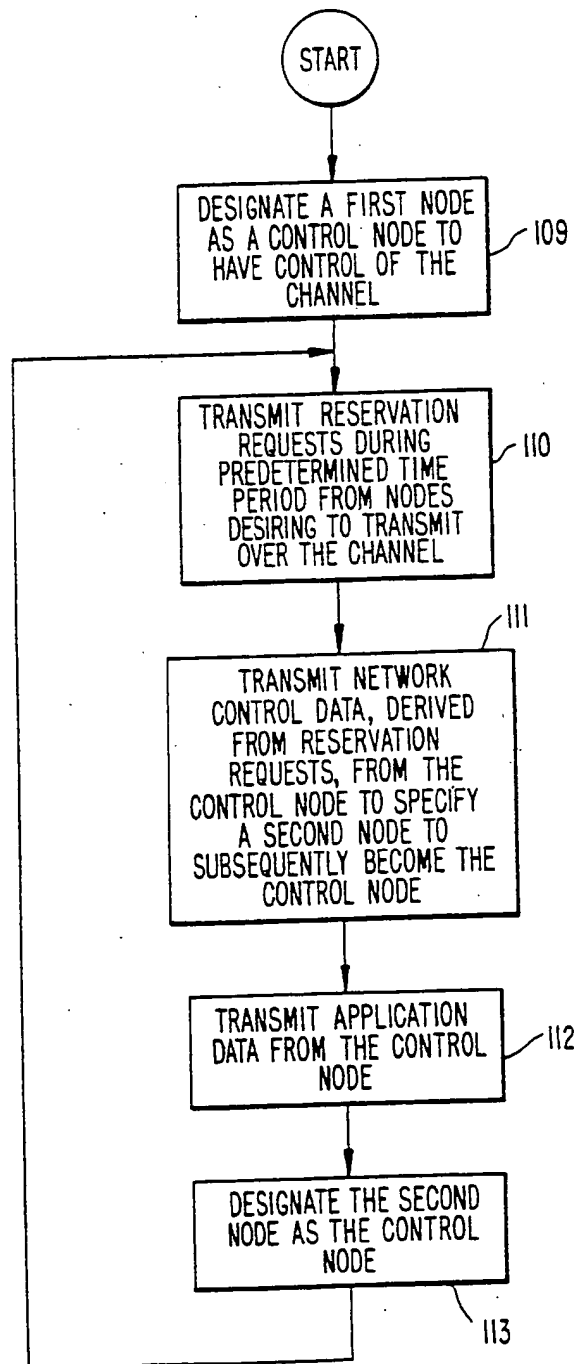 START
DESIGNATE A FIRST NODE
AS A CONTROL NODE TO
HAVE CONTROL OF THE
CHANNEL
109
TRANSMIT RESERVATION
REQUESTS DURING
PREDETERMINED TIME
PERIOD FROM NODES
DESIRING TO TRANSMIT
OVER THE CHANNEL
110
111
TRANSMIT NETWORK
CONTROL DATA, DERIVED
FROM RESERVATION
REQUESTS, FROM THE
CONTROL NODE TO SPECIFY
A SECOND NODE TO
SUBSEQUENTLY BECOME THE
CONTROL NODE
TRANSMIT APPLICATION
DATA FROM THE CONTROL
NODE
112
DESIGNATE THE SECOND
NODE AS THE CONTROL
NODE
113